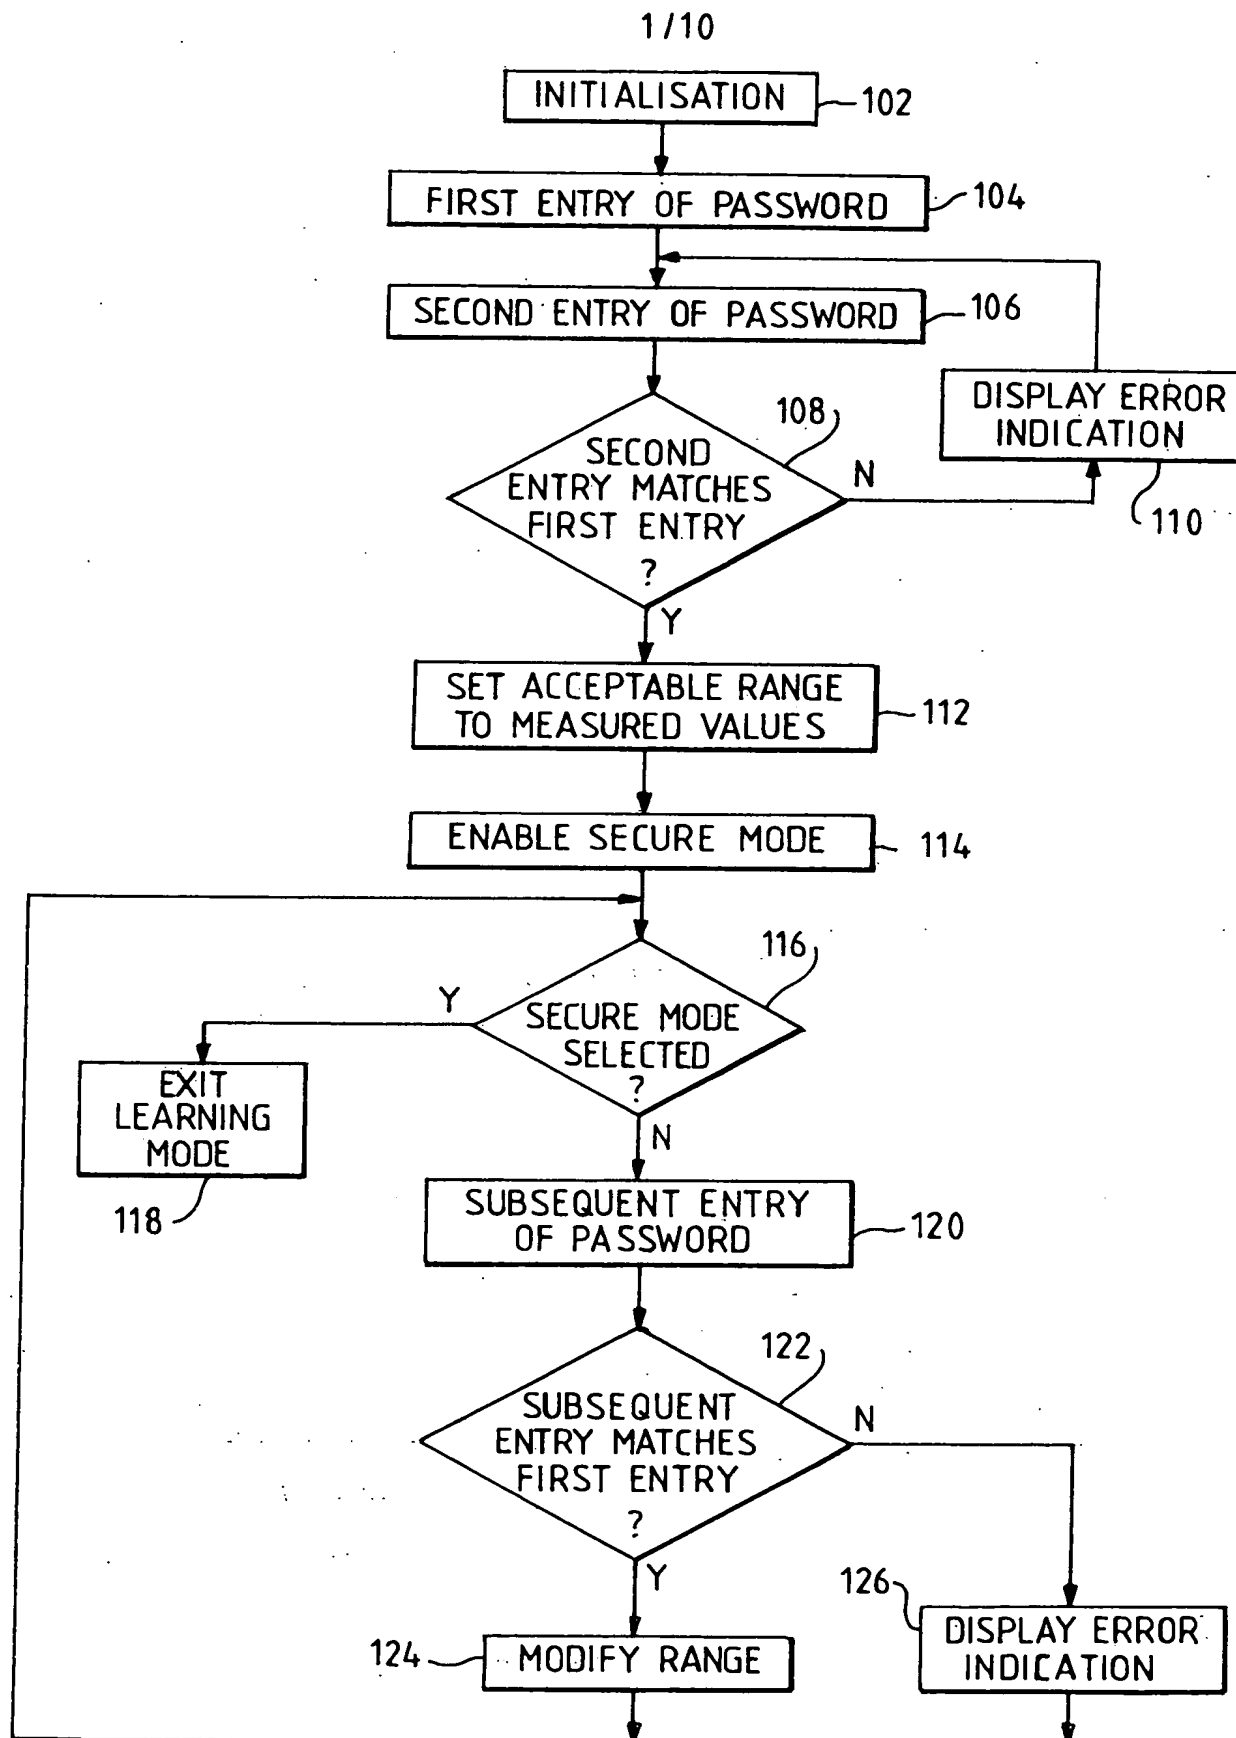 1/10
INITIALISATION
102
FIRST ENTRY OF PASSWORD
104
SECOND ENTRY OF PASSWORD
106
DISPLAY ERROR
INDICATION
110
108
SECOND
ENTRY MATCHES
FIRST ENTRY
?
N
Y
SET ACCEPTABLE RANGE
TO MEASURED VALUES
112
ENABLE SECURE MODE
114
116
SECURE MODE
SELECTED
?
Y
N
EXIT
LEARNING
MODE
118
SUBSEQUENT ENTRY
OF PASSWORD
120
122
SUBSEQUENT
ENTRY MATCHES
FIRST ENTRY
?
N
Y
124
MODIFY RANGE
126
DISPLAY ERROR
INDICATION